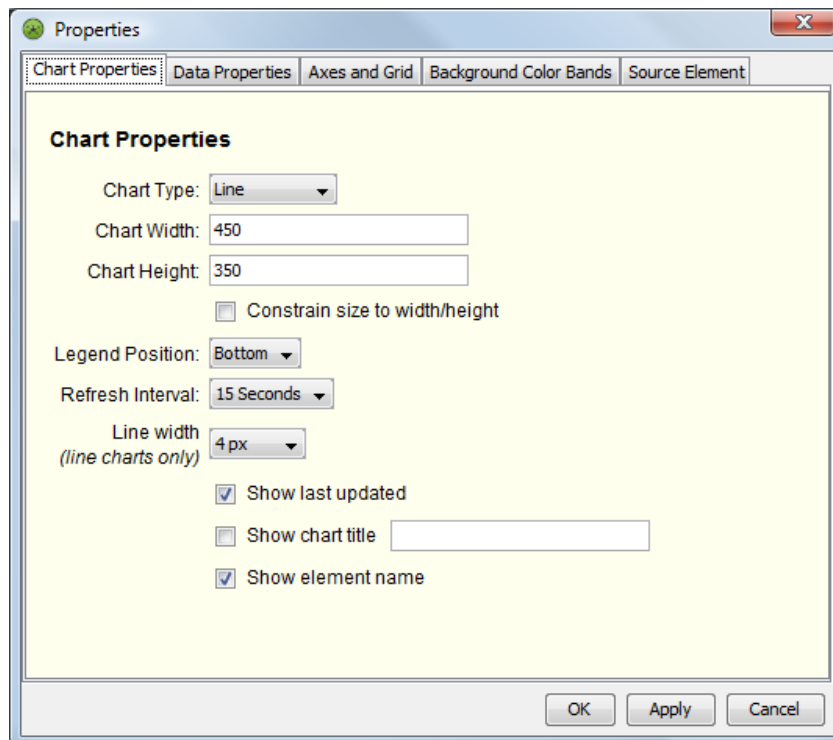 Properties
Chart Properties Data Properties Axes and Grid Background Color Bands Source Element
Chart Properties
Chart Type: Line
Chart Width: 450
Chart Height: 350
Constrain size to width/height
Legend Position: Bottom
Refresh Interval: 15 Seconds
Line width
(line charts only) 4 px
Show last updated
Show chart title
Show element name
OK Apply Cancel